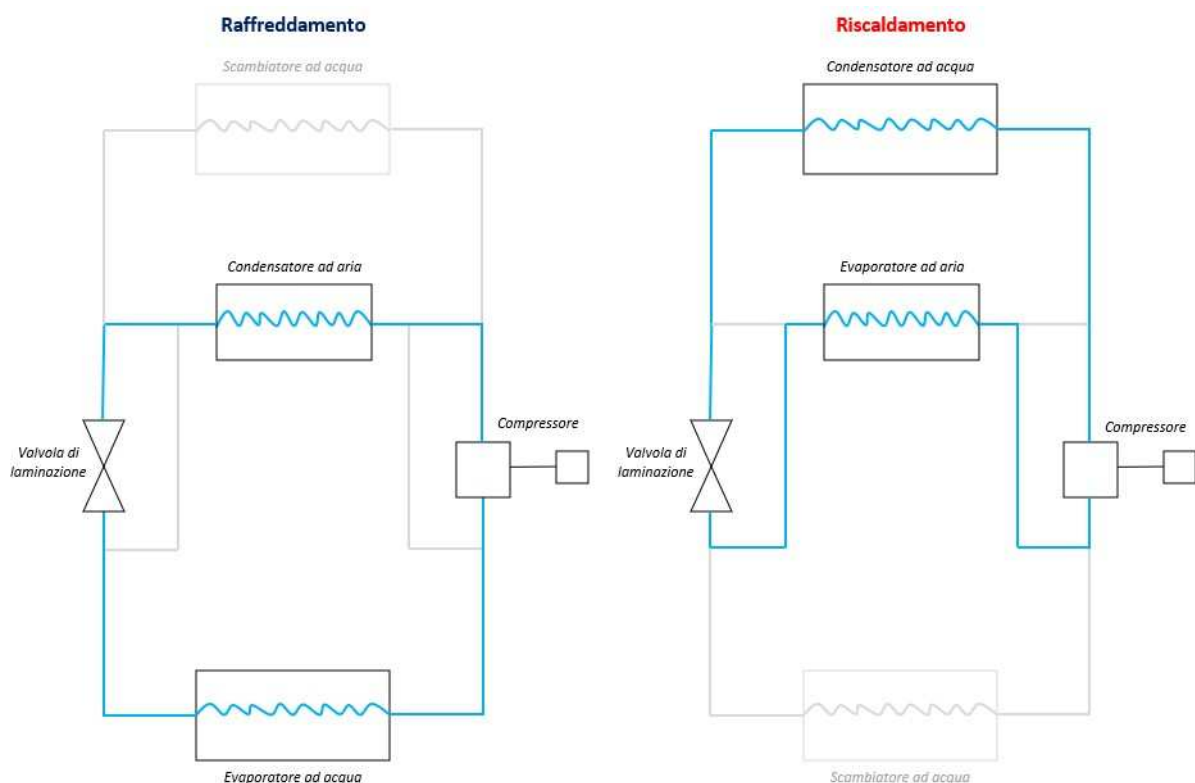 Raffreddamento
Scambiatore ad acqua
Condensatore ad aria
Compressore
Valvola di
laminazione
Evaporatore ad acqua
Riscaldamento
Condensatore ad acqua
Evaporatore ad aria
Compressore
Valvola di
laminazione
Scambiatore ad acqua